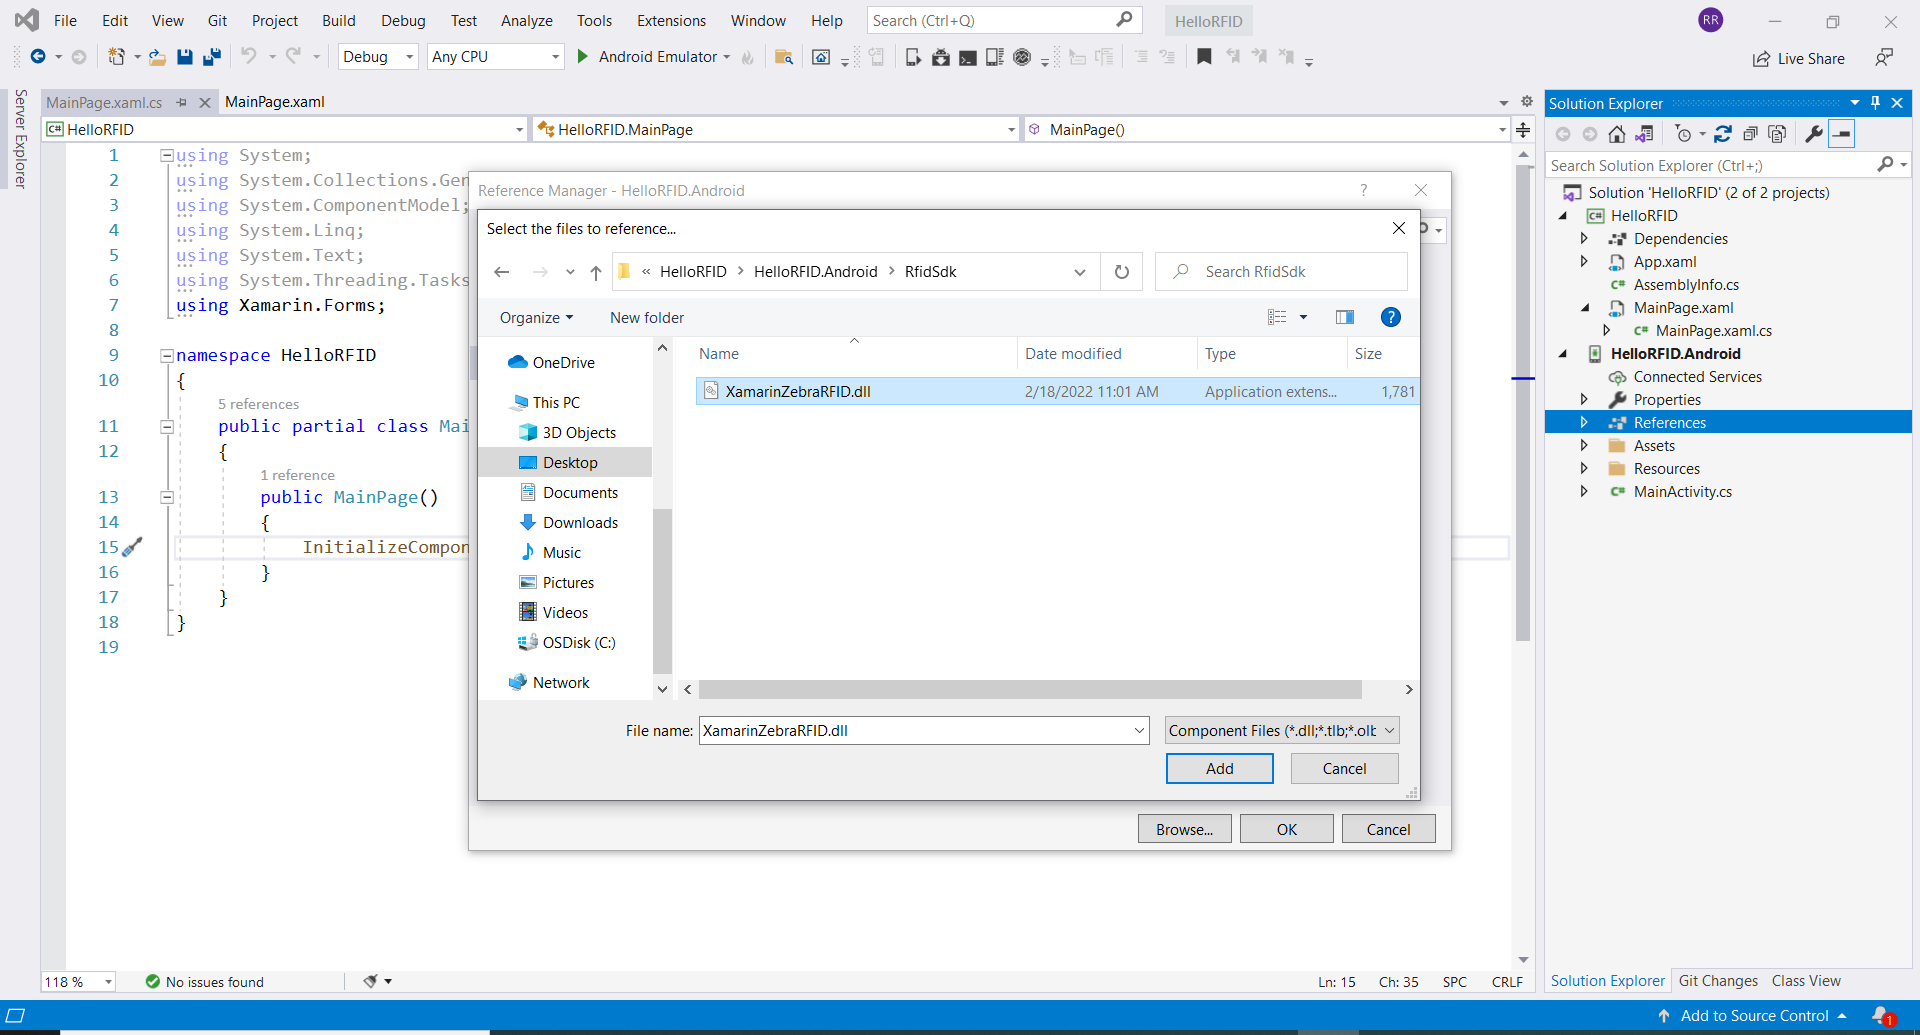 File Edit View Git Project Build Debug Test Analyze Tools Extensions Window Help Search (Ctrl+Q) HelloRFID RR
Debug Any CPU Android Emulator Live Share
Server Explorer
MainPage.xaml.cs MainPage.xaml
C# HelloRFID HelloRFID.MainPage MainPage()
1 using System;
2 using System.Collections.Gen
3 using System.ComponentModel;
4 using System.Linq;
5 using System.Text;
6 using System.Threading.Tasks
7 using Xamarin.Forms;
8
9 namespace HelloRFID
10 {
5 references
11 public partial class Mai
12 {
1 reference
13 public MainPage()
14 {
15 InitializeCompon
16 }
17 }
18 }
19
Reference Manager - HelloRFID.Android ?
Select the files to reference...
« HelloRFID > HelloRFID.Android > RfidSdk Search RfidSdk
Organize New folder ?
OneDrive
This PC
3D Objects
Desktop
Documents
Downloads
Music
Pictures
Videos
OSDisk (C:)
Network
Name Date modified Type Size
XamarinZebraRFID.dll 2/18/2022 11:01 AM Application extens... 1,781
File name: XamarinZebraRFID.dll Component Files (*.dll;*.tlb;*.olb
Add Cancel
Browse... OK Cancel
Solution Explorer
Search Solution Explorer (Ctrl+;)
Solution 'HelloRFID' (2 of 2 projects)
C# HelloRFID
Dependencies
App.xaml
C# AssemblyInfo.cs
MainPage.xaml
C# MainPage.xaml.cs
HelloRFID.Android
Connected Services
Properties
References
Assets
Resources
C# MainActivity.cs
118 % No issues found Ln: 15 Ch: 35 SPC CRLF
Solution Explorer Git Changes Class View
Add to Source Control 1